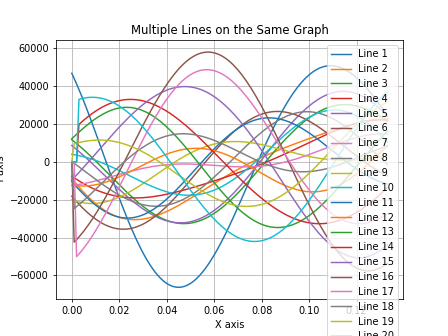 Multiple Lines on the Same Graph
60000
40000
20000
0
−20000
−40000
−60000
0.00
0.02
0.04
0.06
0.08
0.10
X axis
Line 1
Line 2
Line 3
Line 4
Line 5
Line 6
Line 7
Line 8
Line 9
Line 10
Line 11
Line 12
Line 13
Line 14
Line 15
Line 16
Line 17
Line 18
Line 19
Line 20